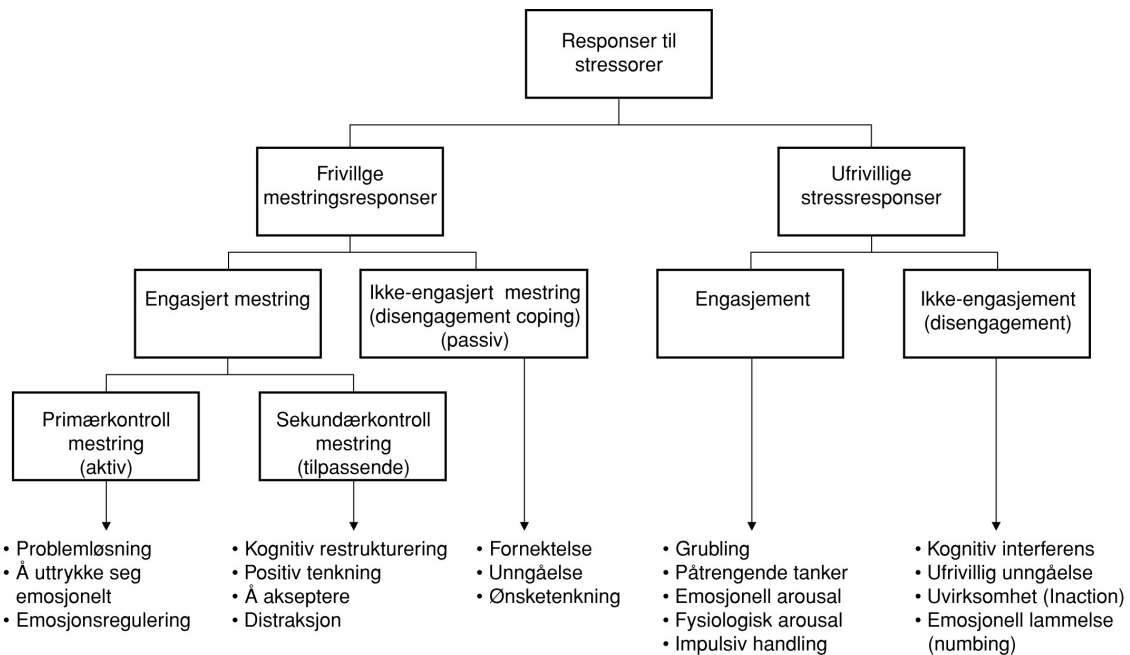 Responser til
stressorer
Frivillge
mestringsresponser
Ufrivillige
stressresponser
Engasjert mestring
Ikke-engasjert mestring
(disengagement coping)
(passiv)
Engasjement
Ikke-engasjement
(disengagement)
Primærkontroll
mestring
(aktiv)
Sekundærkontroll
mestring
(tilpassende)
• Problemløsning
• Å uttrykke seg
emosjonelt
• Emosjonsregulering
• Kognitiv restrukturering
• Positiv tenkning
• Å akseptere
• Distraksjon
• Fornektelse
• Unngåelse
• Ønsketenkning
• Grubling
• Påtrengende tanker
• Emosjonell arousal
• Fysiologisk arousal
• Impulsiv handling
• Kognitiv interferens
• Ufrivillig unngåelse
• Uvirksomhet (Inaction)
• Emosjonell lammelse
(numbing)